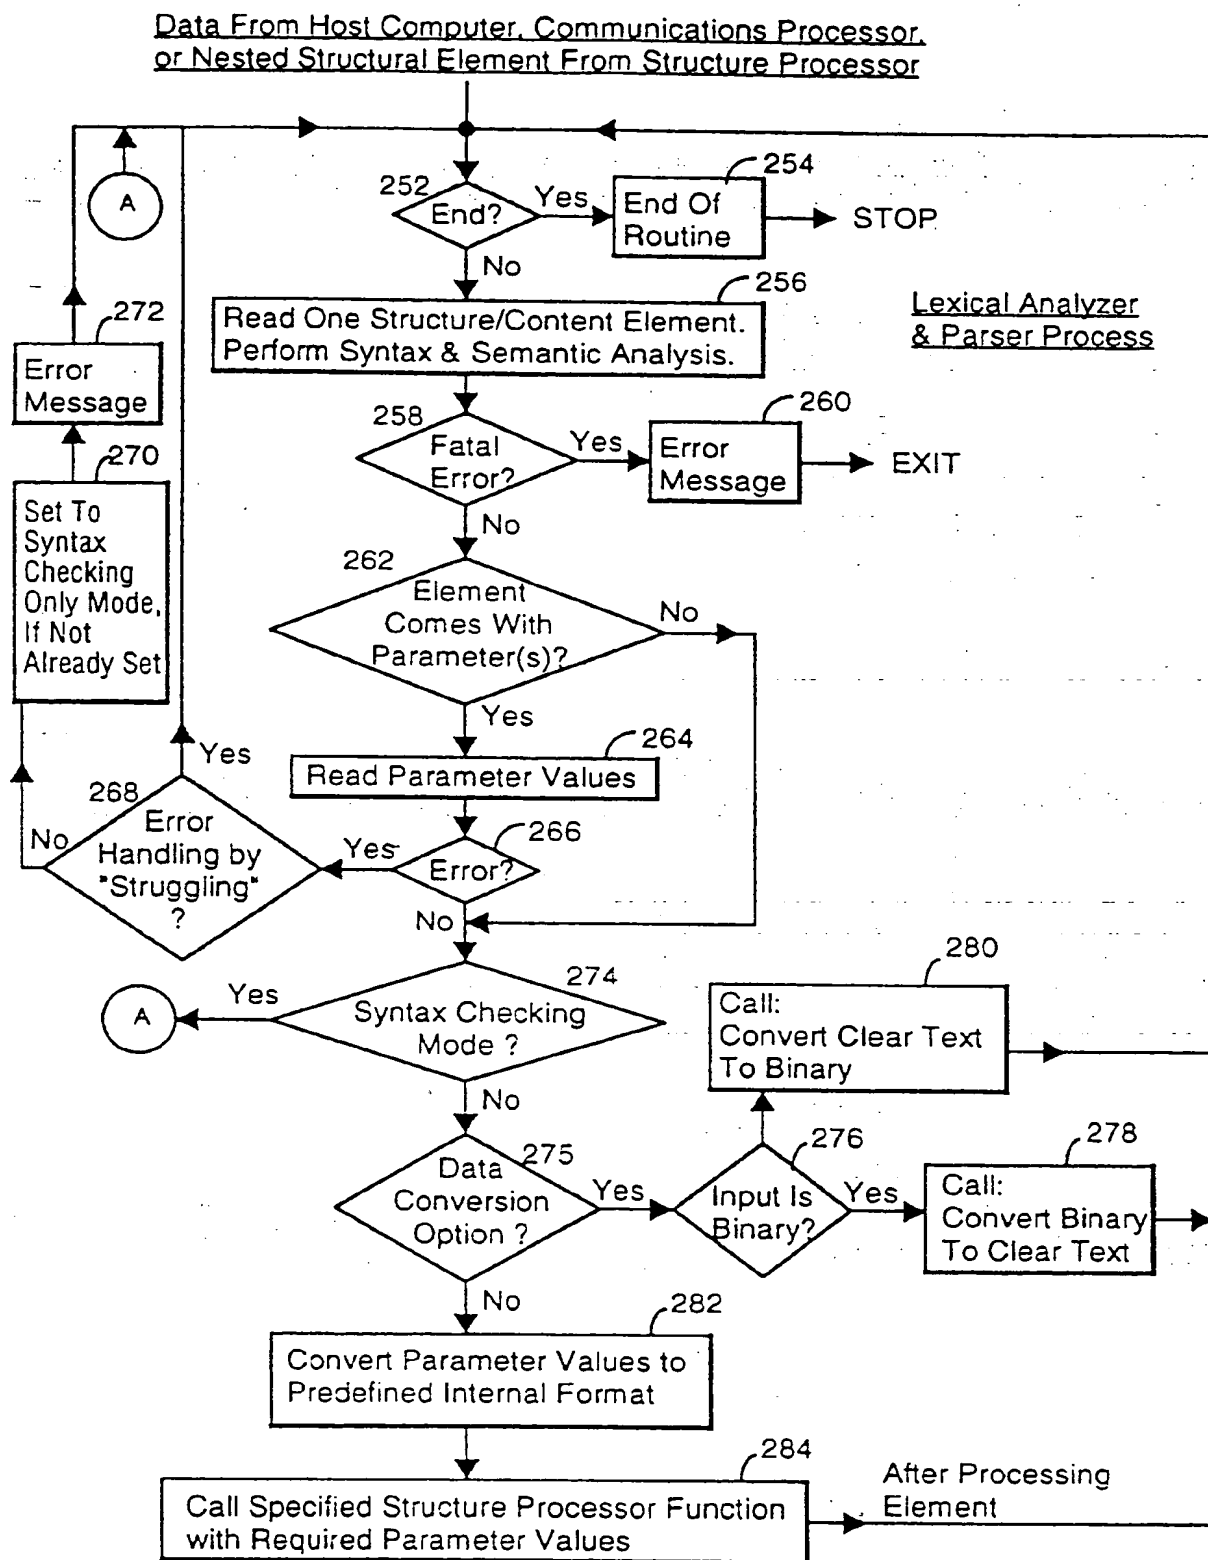 Data From Host Computer, Communications Processor,
or Nested Structural Element From Structure Processor
A
252
End?
Yes
254
End Of
Routine
STOP
No
256
Read One Structure/Content Element.
Perform Syntax & Semantic Analysis.
Lexical Analyzer
& Parser Process
272
Error
Message
258
Fatal
Error?
Yes
260
Error
Message
EXIT
No
270
Set To
Syntax
Checking
Only Mode,
If Not
Already Set
262
Element
Comes With
Parameter(s)?
No
Yes
264
Read Parameter Values
Yes
268
Error
Handling by
"Struggling"
?
No
Yes
266
Error?
No
274
Syntax Checking
Mode ?
Yes
A
No
280
Call:
Convert Clear Text
To Binary
275
Data
Conversion
Option ?
Yes
276
Input Is
Binary?
Yes
278
Call:
Convert Binary
To Clear Text
No
282
Convert Parameter Values to
Predefined Internal Format
284
Call Specified Structure Processor Function
with Required Parameter Values
After Processing
Element